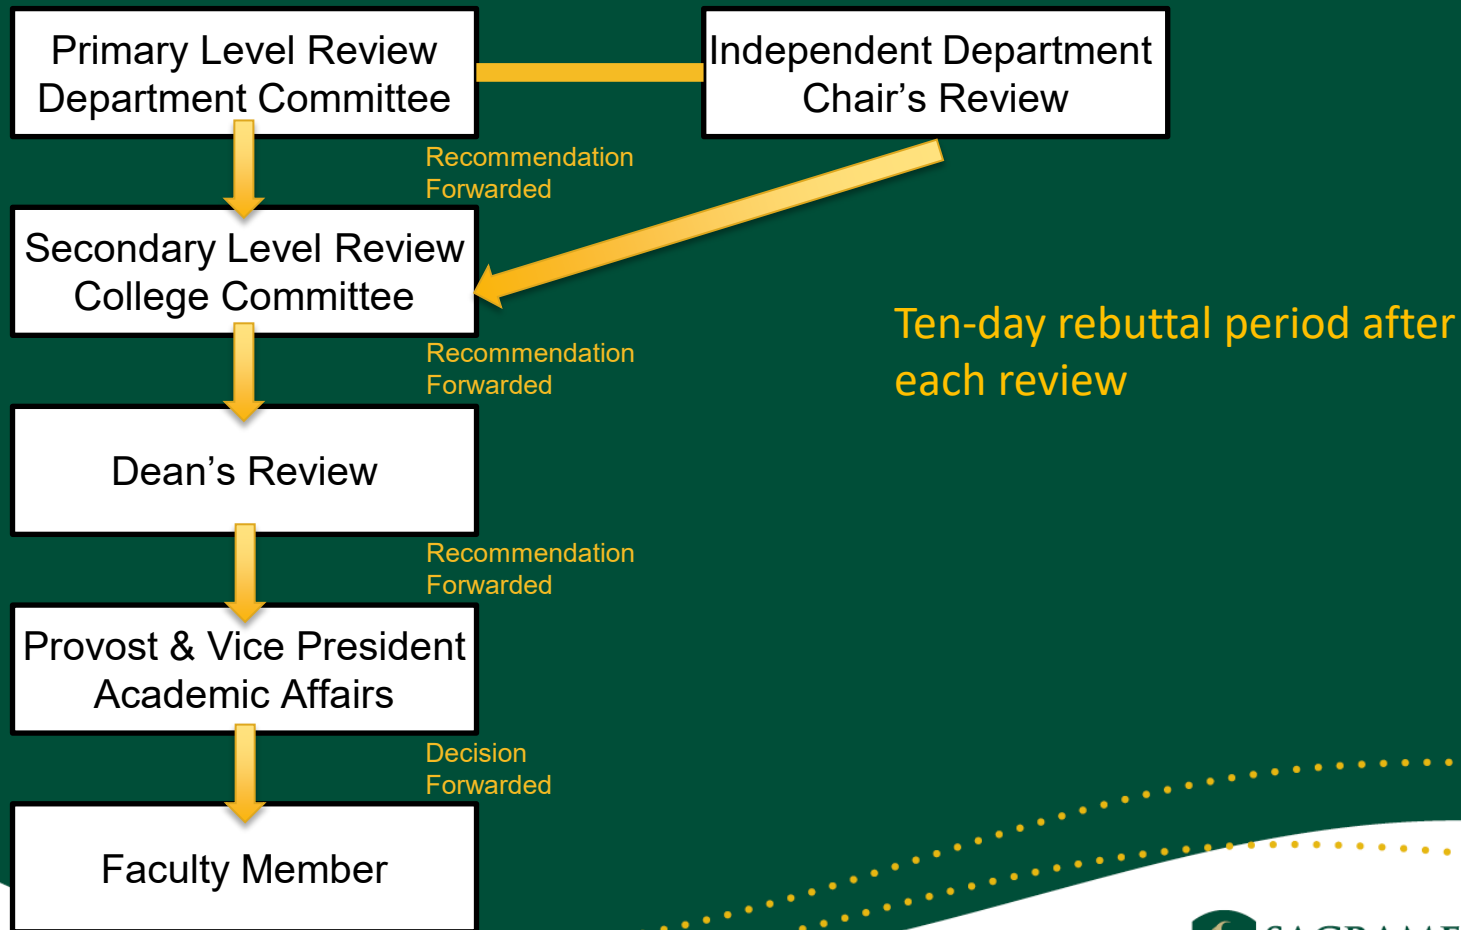 Primary Level Review
Department Committee
Independent Department
Chair’s Review
Recommendation
Forwarded
Secondary Level Review
College Committee
Ten-day rebuttal period after
each review
Recommendation
Forwarded
Dean’s Review
Recommendation
Forwarded
Provost & Vice President
Academic Affairs
Decision
Forwarded
Faculty Member